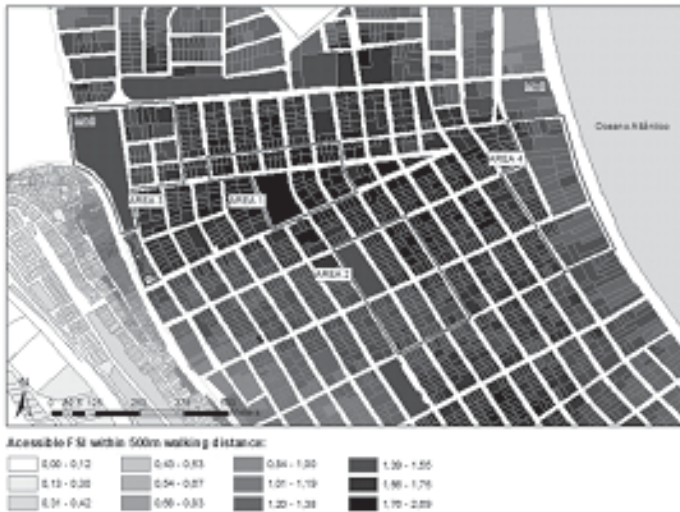 Oceano Atlântico
AREA 4
AREA 3
AREA 1
AREA 2
N
Acessible FSI within 500m walking distance:
0,00 - 0,12
0,13 - 0,30
0,31 - 0,42
0,43 - 0,53
0,54 - 0,67
0,68 - 0,83
0,84 - 1,00
1,01 - 1,19
1,20 - 1,38
1,39 - 1,55
1,56 - 1,75
1,76 - 2,09